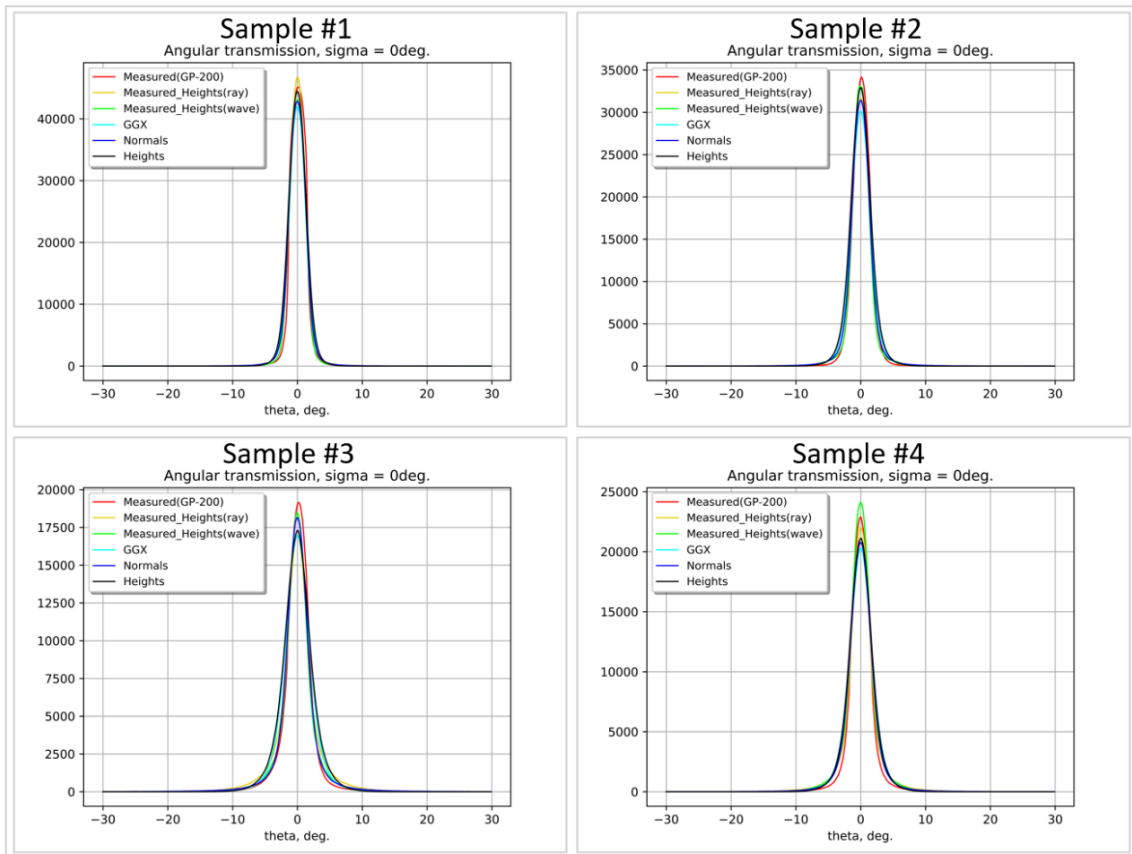 Sample #1
Angular transmission, sigma = 0deg.
Measured(GP-200)
Measured_Heights(ray)
Measured_Heights(wave)
GGX
Normals
Heights
40000
30000
20000
10000
0
−30 −20 −10 0 10 20 30
theta, deg.
Sample #2
Angular transmission, sigma = 0deg.
Measured(GP-200)
Measured_Heights(ray)
Measured_Heights(wave)
GGX
Normals
Heights
35000
30000
25000
20000
15000
10000
5000
0
−30 −20 −10 0 10 20 30
theta, deg.
Sample #3
Angular transmission, sigma = 0deg.
Measured(GP-200)
Measured_Heights(ray)
Measured_Heights(wave)
GGX
Normals
Heights
20000
17500
15000
12500
10000
7500
5000
2500
0
−30 −20 −10 0 10 20 30
theta, deg.
Sample #4
Angular transmission, sigma = 0deg.
Measured(GP-200)
Measured_Heights(ray)
Measured_Heights(wave)
GGX
Normals
Heights
25000
20000
15000
10000
5000
0
−30 −20 −10 0 10 20 30
theta, deg.